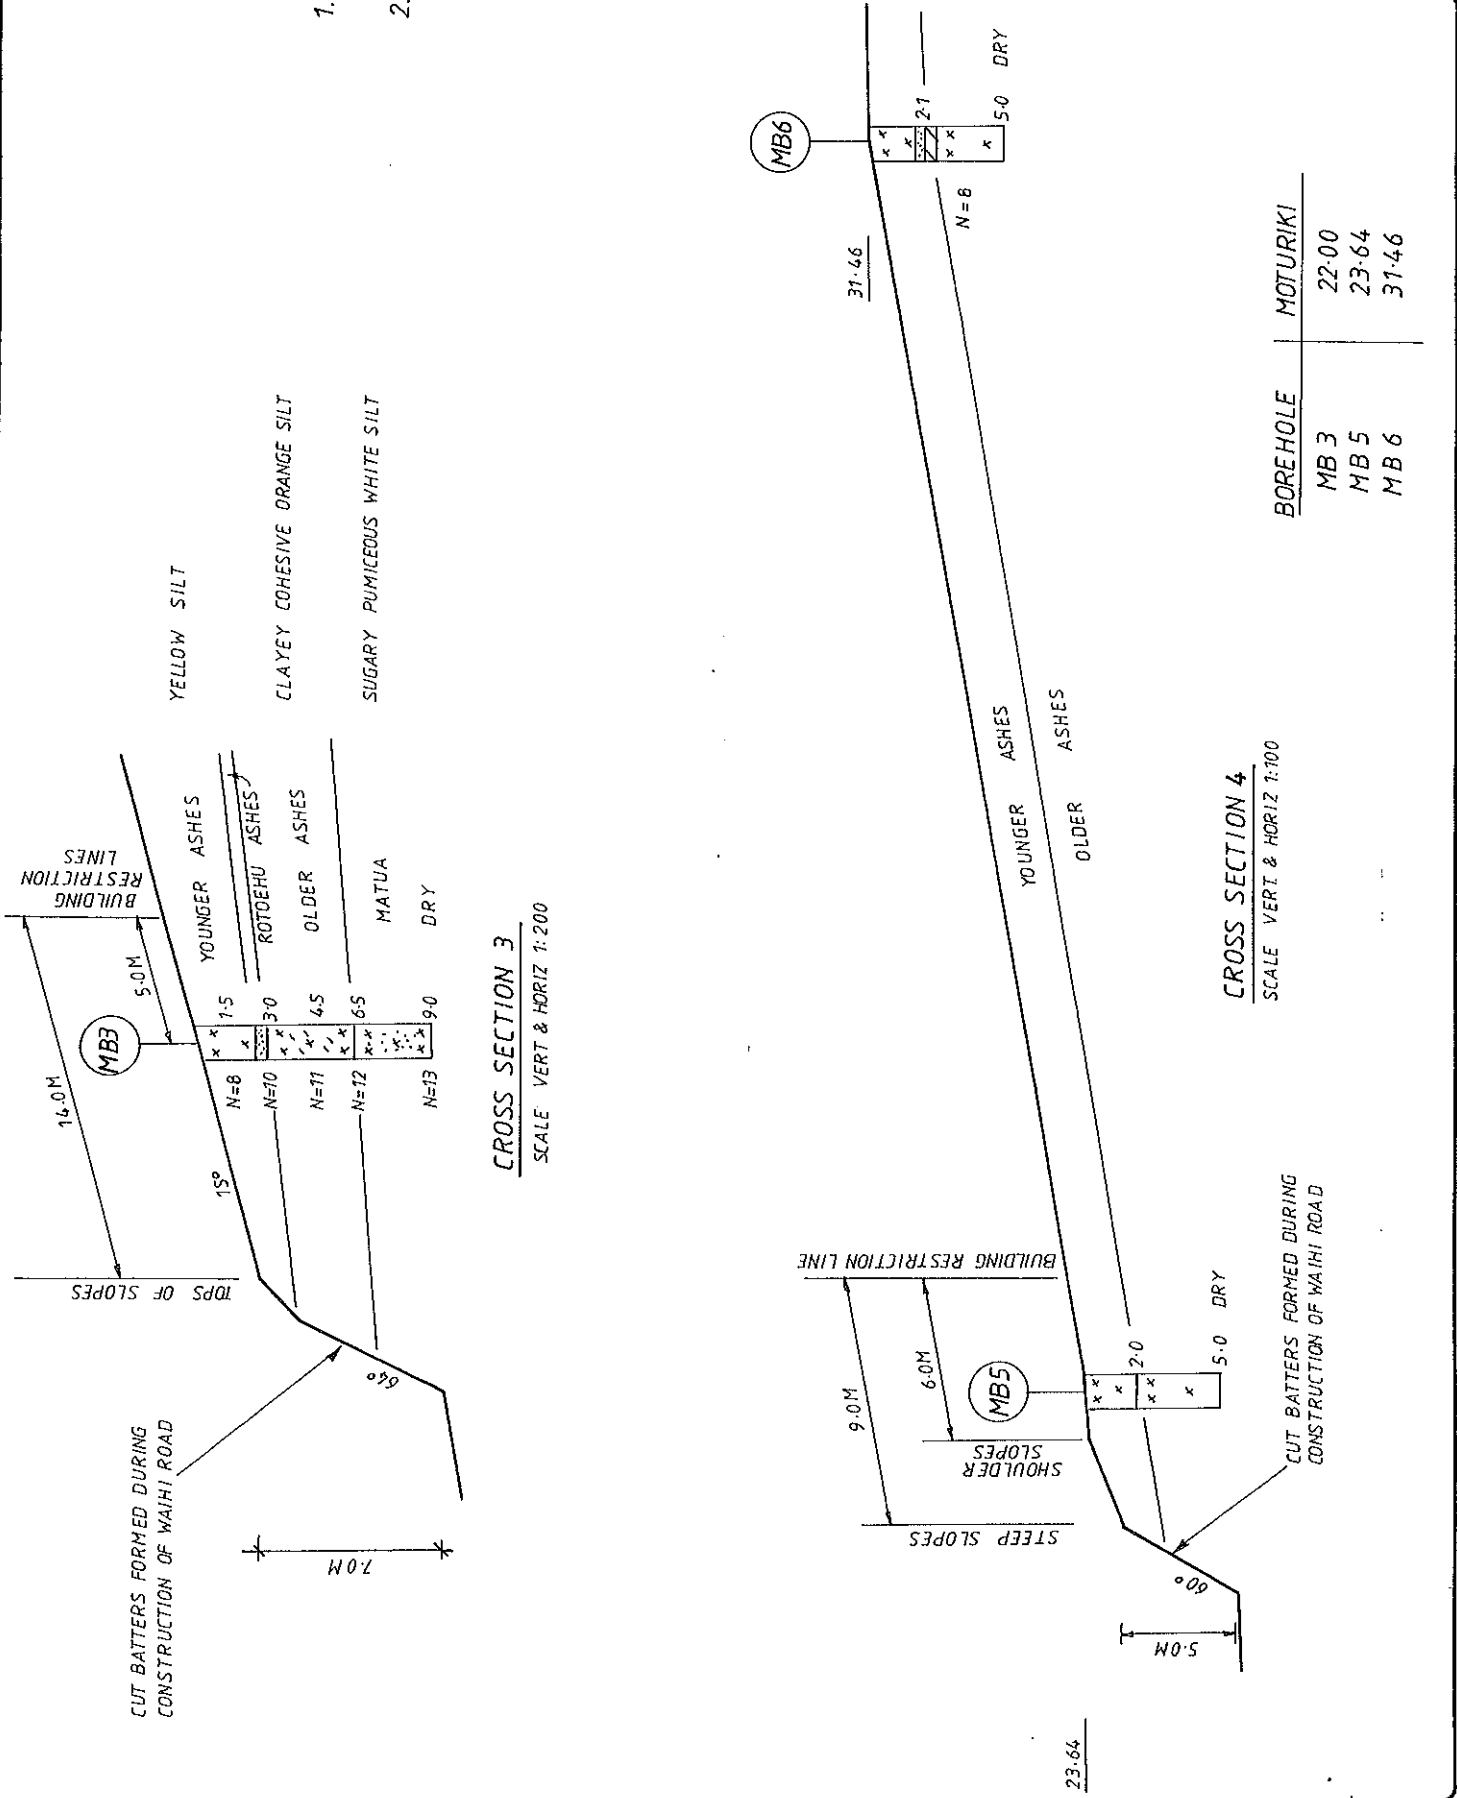 1.
2.
CUT BATTERS FORMED DURING
CONSTRUCTION OF WAIHI ROAD
7.0M
64°
TOPS OF SLOPES
14.0M
15°
MB3
5.0M
BUILDING
RESTRICTION
LINES
N=8
N=10
N=11
N=12
N=13
1.5
3.0
4.5
6.5
9.0
YOUNGER ASHES
ROTOEHU ASHES
OLDER ASHES
MATUA
DRY
YELLOW SILT
CLAYEY COHESIVE ORANGE SILT
SUGARY PUMICEOUS WHITE SILT
CROSS SECTION 3
SCALE VERT & HORIZ 1:200
23.64
5.0M
60°
STEEP SLOPES
SHOULDER
SLOPES
9.0M
6.0M
BUILDING RESTRICTION LINE
MB5
2.0
5.0 DRY
CUT BATTERS FORMED DURING
CONSTRUCTION OF WAIHI ROAD
YOUNGER ASHES
OLDER ASHES
31.46
MB6
N=8
2.1
5.0 DRY
CROSS SECTION 4
SCALE VERT & HORIZ 1:100
BOREHOLE MOTURIKI
MB 3 22.00
MB 5 23.64
MB 6 31.46